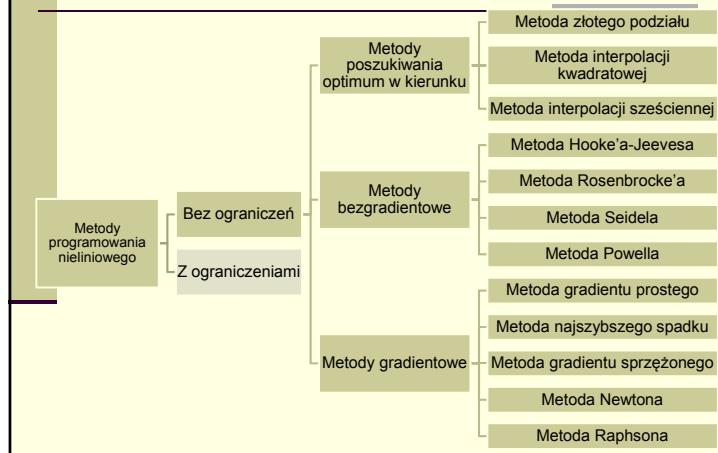 Metody
programowania
nieliniowego
Bez ograniczeń
Z ograniczeniami
Metody
poszukiwania
optimum w kierunku
Metoda złotego podziału
Metoda interpolacji
kwadratowej
Metoda interpolacji sześciennej
Metody
bezgradientowe
Metoda Hooke'a-Jeevesa
Metoda Rosenbrocke'a
Metoda Seidela
Metoda Powella
Metody gradientowe
Metoda gradientu prostego
Metoda najszybszego spadku
Metoda gradientu sprzężonego
Metoda Newtona
Metoda Raphsona